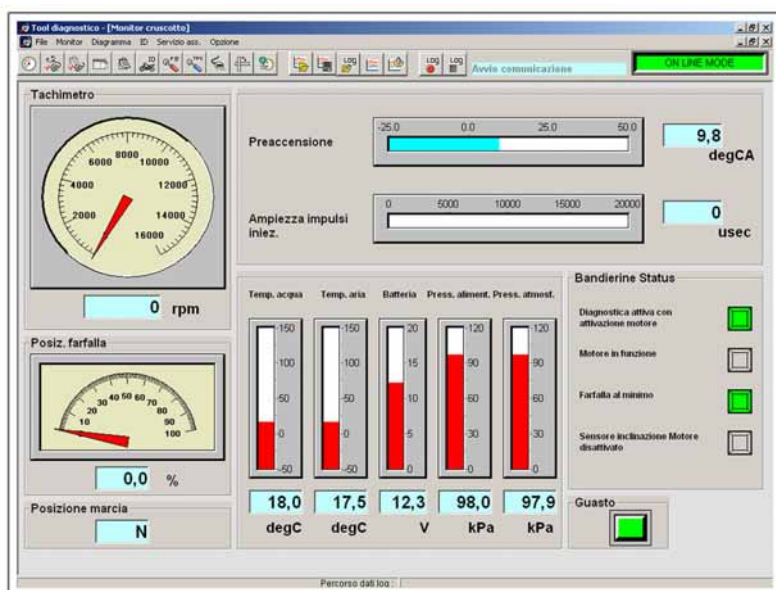 Tool diagnostico - [Monitor cruscotto]
File Monitor Diagramma ID Servizio ass. Opzione
LOG LOG LOG Avvio comunicazione ON LINE MODE
Tachimetro
2000 4000 6000 8000 10000 12000 14000 16000
0 rpm
Preaccensione
-25.0 0.0 25.0 50.0
9,8
degCA
Ampiezza impulsi
iniez.
0 5000 10000 15000 20000
0
usec
Posiz. farfalla
10 20 30 40 50 60 70 80 90 100
0,0 %
Posizione marcia
N
Temp. acqua Temp. aria Batteria Press. aliment. Press. atmosf.
150 150 20 120 120
100 100 15 90 90
50 50 10 60 60
0 0 5 30 30
-50 -50 0 0 0
18,0 17,5 12,3 98,0 97,9
degC degC V kPa kPa
Bandierine Status
Diagnostica attiva con
attivazione motore
Motore in funzione
Farfalla al minimo
Sensore inclinazione Motore
disattivato
Guasto
Percorso dati log :